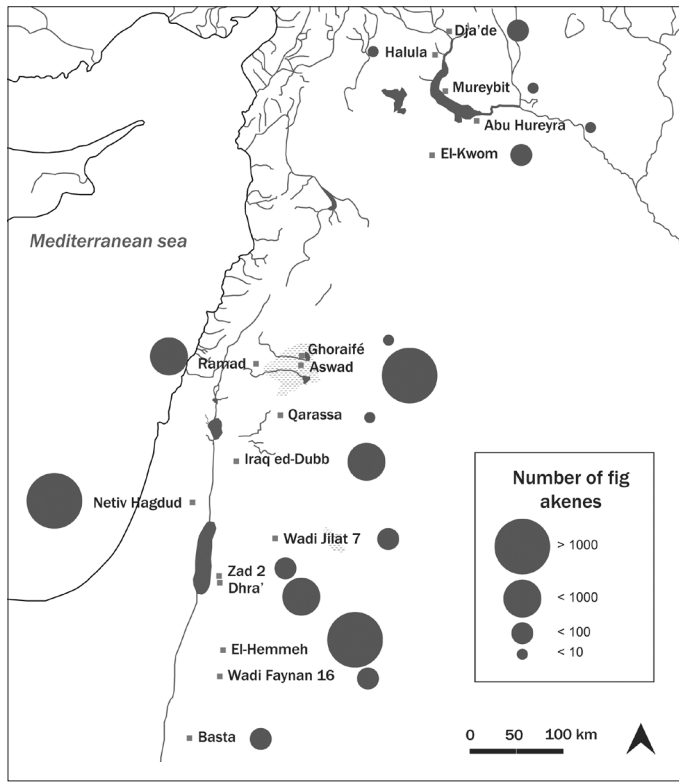 Dja'de
Halula
Mureybit
Abu Hureyra
El-Kwom
Mediterranean sea
Ghoraifé
Ramad
Aswad
Qarassa
Iraq ed-Dubb
Netiv Hagdud
Wadi Jilat 7
Zad 2
Dhra'
El-Hemmeh
Wadi Faynan 16
Basta
Number of fig
akenes
> 1000
< 1000
< 100
< 10
0 50 100 km